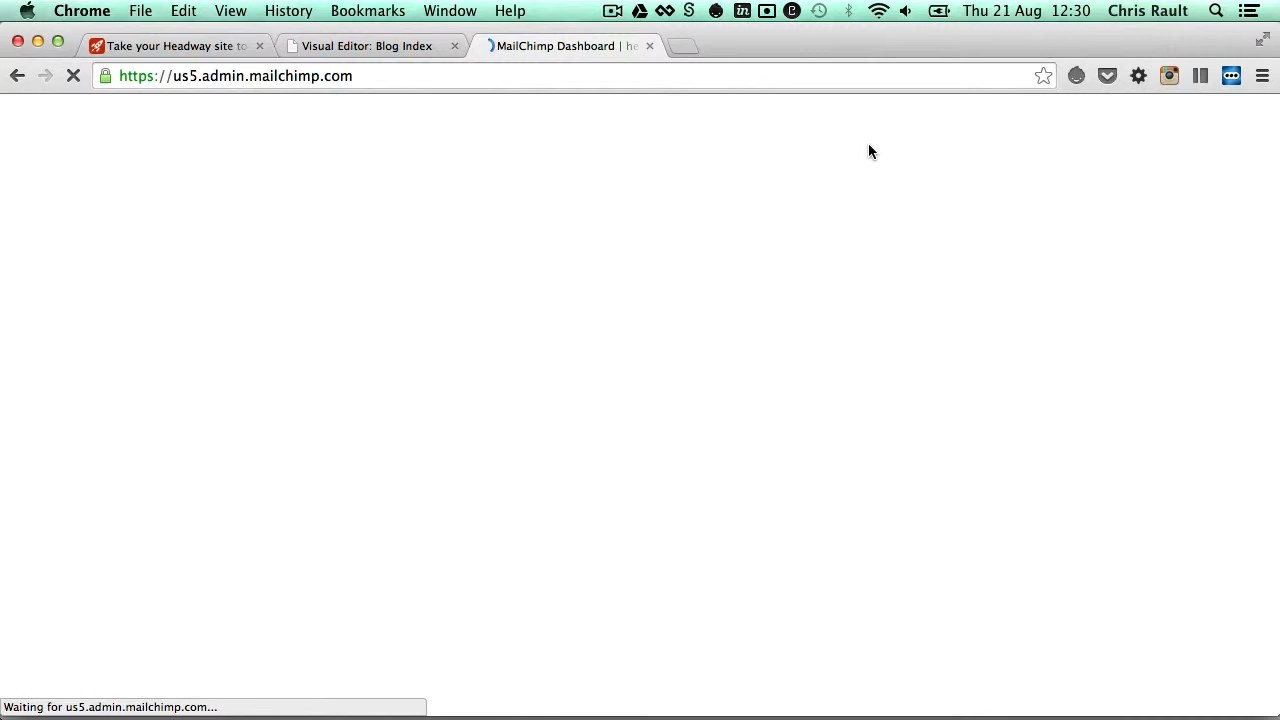 Chrome File Edit View History Bookmarks Window Help Thu 21 Aug 12:30 Chris Rault
Take your Headway site to Visual Editor: Blog Index MailChimp Dashboard | he
https://us5.admin.mailchimp.com
Waiting for us5.admin.mailchimp.com...